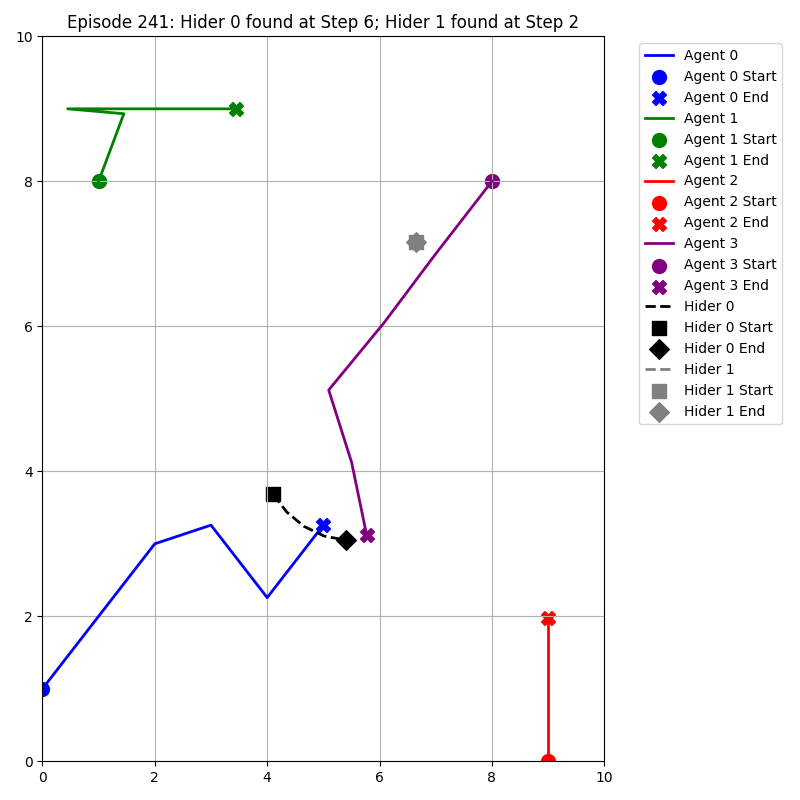 Episode 241: Hider 0 found at Step 6; Hider 1 found at Step 2
10
8
6
4
2
0
0 2 4 6 8 10
Agent 0
Agent 0 Start
Agent 0 End
Agent 1
Agent 1 Start
Agent 1 End
Agent 2
Agent 2 Start
Agent 2 End
Agent 3
Agent 3 Start
Agent 3 End
Hider 0
Hider 0 Start
Hider 0 End
Hider 1
Hider 1 Start
Hider 1 End